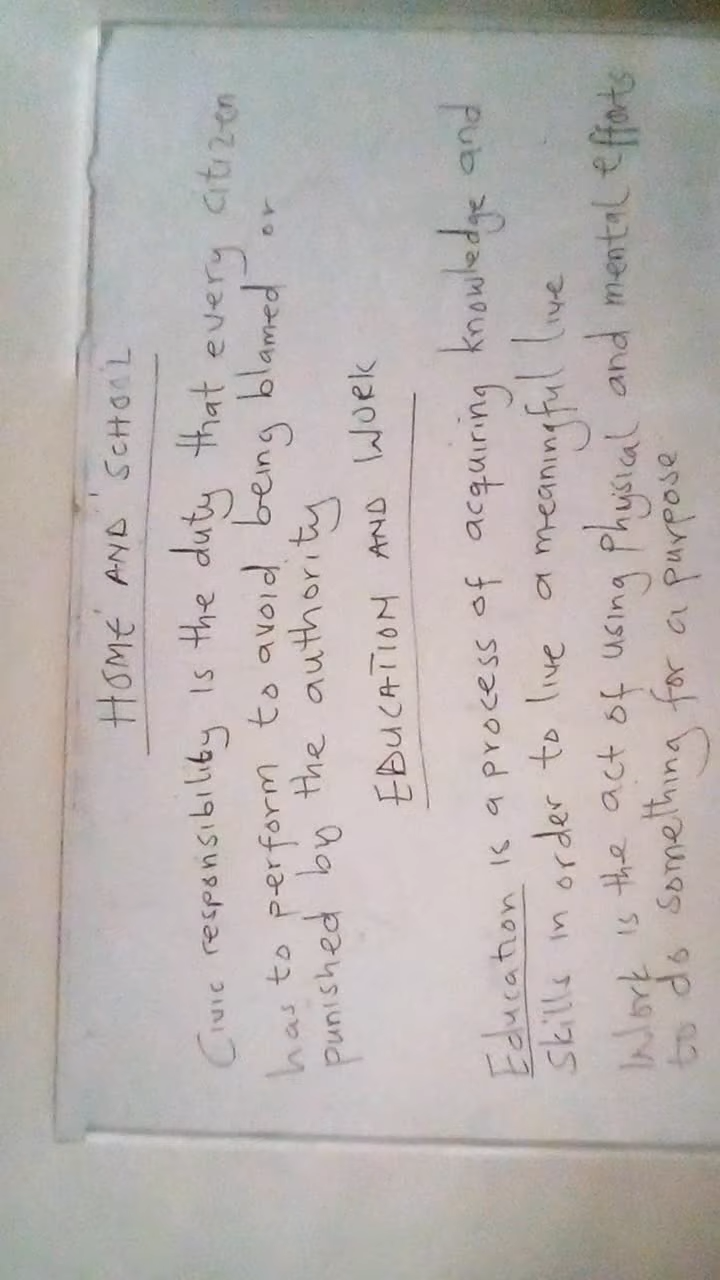 HOME AND SCHOOL
Civic responsibility is the duty that every citizen
has to perform to avoid being blamed or
punished by the authority
EDUCATION AND WORK
Education is a process of acquiring knowledge and
Skills in order to live a meaningful live
Work is the act of using physical and mental efforts
to do something for a purpose